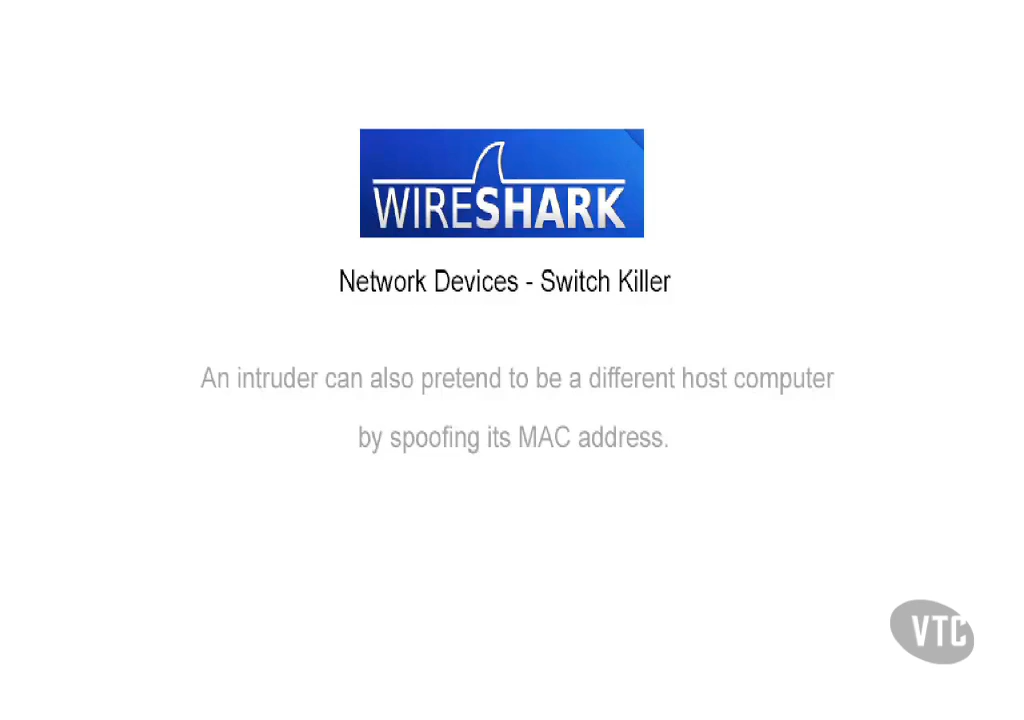 WIRESHARK
Network Devices - Switch Killer
An intruder can also pretend to be a different host computer
by spoofing its MAC address.
VTC